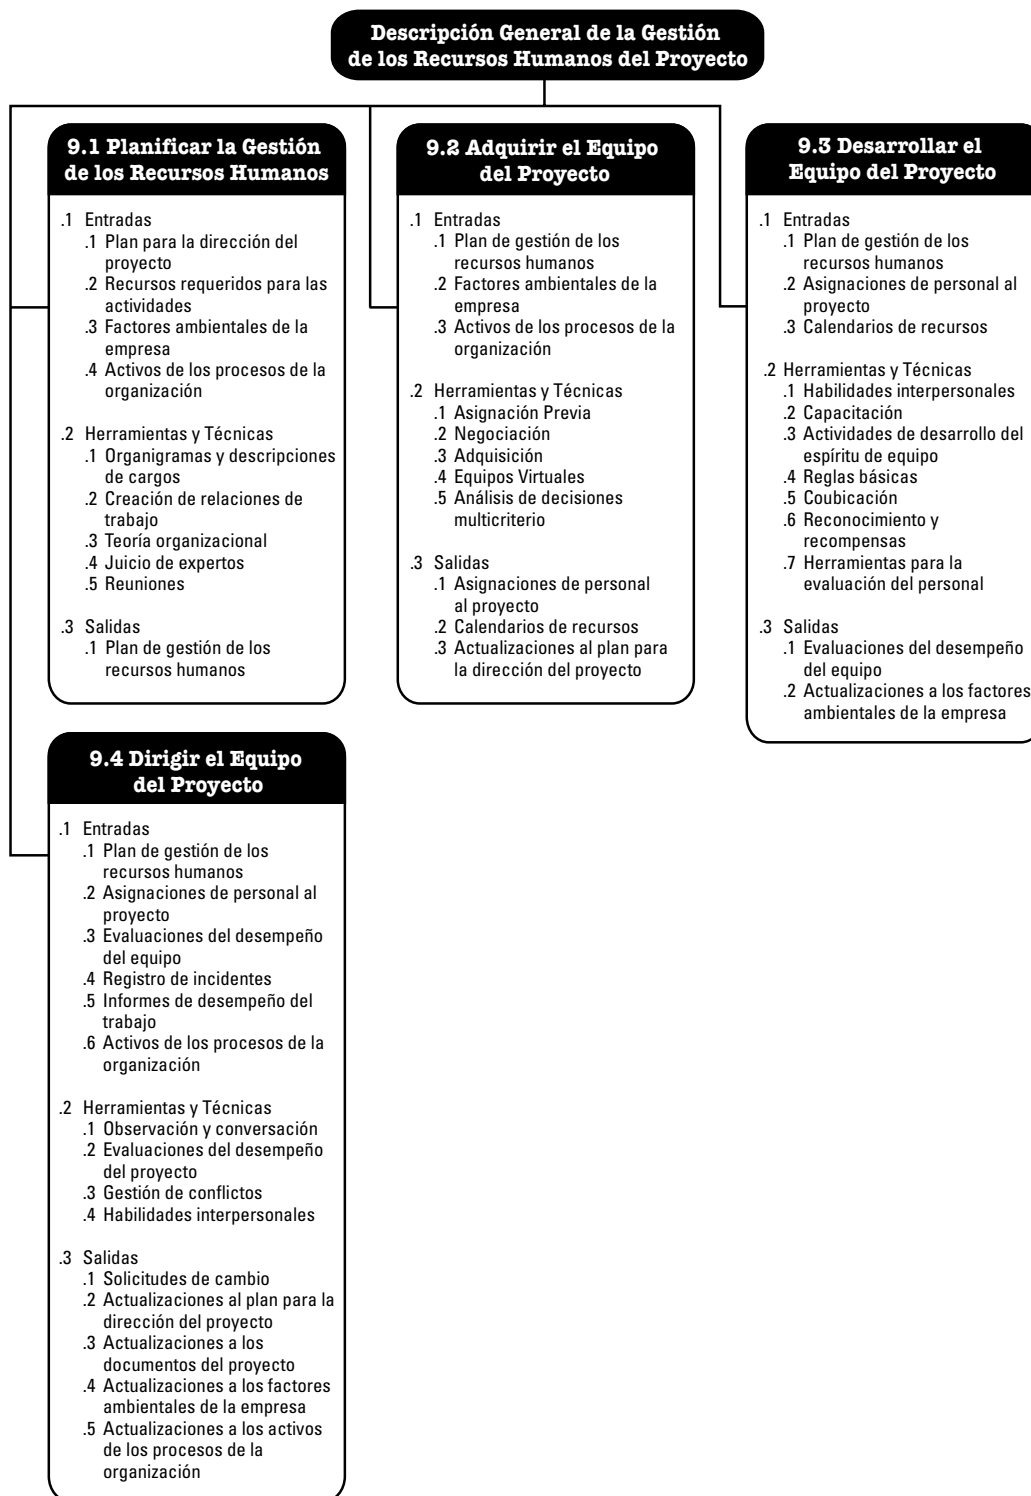 Descripción General de la Gestión
de los Recursos Humanos del Proyecto
9.1 Planificar la Gestión
de los Recursos Humanos
.1 Entradas
.1 Plan para la dirección del
proyecto
.2 Recursos requeridos para las
actividades
.3 Factores ambientales de la
empresa
.4 Activos de los procesos de la
organización
.2 Herramientas y Técnicas
.1 Organigramas y descripciones
de cargos
.2 Creación de relaciones de
trabajo
.3 Teoría organizacional
.4 Juicio de expertos
.5 Reuniones
.3 Salidas
.1 Plan de gestión de los
recursos humanos
9.2 Adquirir el Equipo
del Proyecto
.1 Entradas
.1 Plan de gestión de los
recursos humanos
.2 Factores ambientales de la
empresa
.3 Activos de los procesos de la
organización
.2 Herramientas y Técnicas
.1 Asignación Previa
.2 Negociación
.3 Adquisición
.4 Equipos Virtuales
.5 Análisis de decisiones
multicriterio
.3 Salidas
.1 Asignaciones de personal
al proyecto
.2 Calendarios de recursos
.3 Actualizaciones al plan para
la dirección del proyecto
9.3 Desarrollar el
Equipo del Proyecto
.1 Entradas
.1 Plan de gestión de los
recursos humanos
.2 Asignaciones de personal al
proyecto
.3 Calendarios de recursos
.2 Herramientas y Técnicas
.1 Habilidades interpersonales
.2 Capacitación
.3 Actividades de desarrollo del
espíritu de equipo
.4 Reglas básicas
.5 Coubicación
.6 Reconocimiento y
recompensas
.7 Herramientas para la
evaluación del personal
.3 Salidas
.1 Evaluaciones del desempeño
del equipo
.2 Actualizaciones a los factores
ambientales de la empresa
9.4 Dirigir el Equipo
del Proyecto
.1 Entradas
.1 Plan de gestión de los
recursos humanos
.2 Asignaciones de personal al
proyecto
.3 Evaluaciones del desempeño
del equipo
.4 Registro de incidentes
.5 Informes de desempeño del
trabajo
.6 Activos de los procesos de la
organización
.2 Herramientas y Técnicas
.1 Observación y conversación
.2 Evaluaciones del desempeño
del proyecto
.3 Gestión de conflictos
.4 Habilidades interpersonales
.3 Salidas
.1 Solicitudes de cambio
.2 Actualizaciones al plan para la
dirección del proyecto
.3 Actualizaciones a los
documentos del proyecto
.4 Actualizaciones a los factores
ambientales de la empresa
.5 Actualizaciones a los activos
de los procesos de la
organización